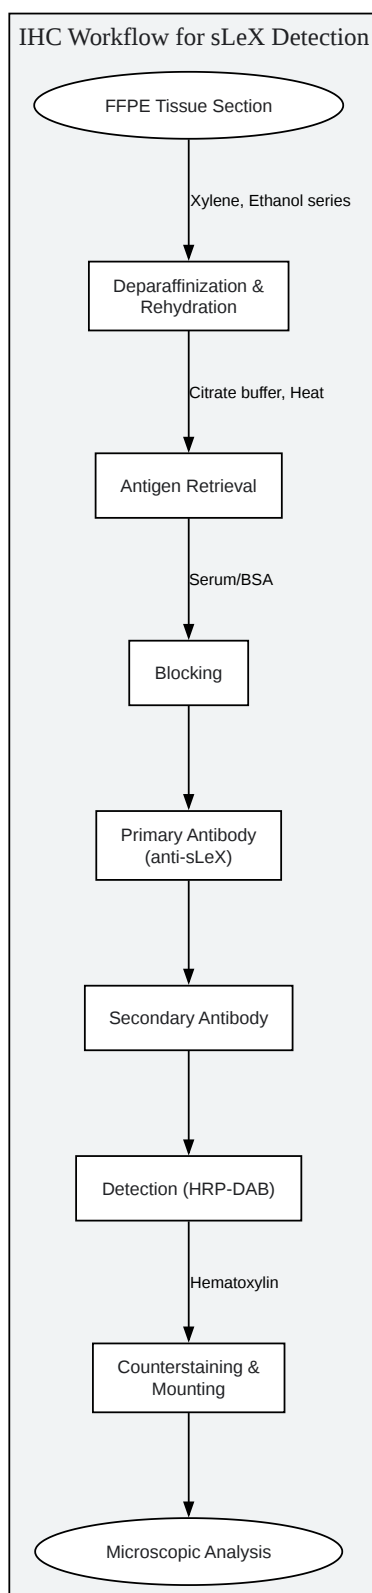 IHC Workflow for sLeX Detection
FFPE Tissue Section
Xylene, Ethanol series
Deparaffinization &
Rehydration
Citrate buffer, Heat
Antigen Retrieval
Serum/BSA
Blocking
Primary Antibody
(anti-sLeX)
Secondary Antibody
Detection (HRP-DAB)
Hematoxylin
Counterstaining &
Mounting
Microscopic Analysis